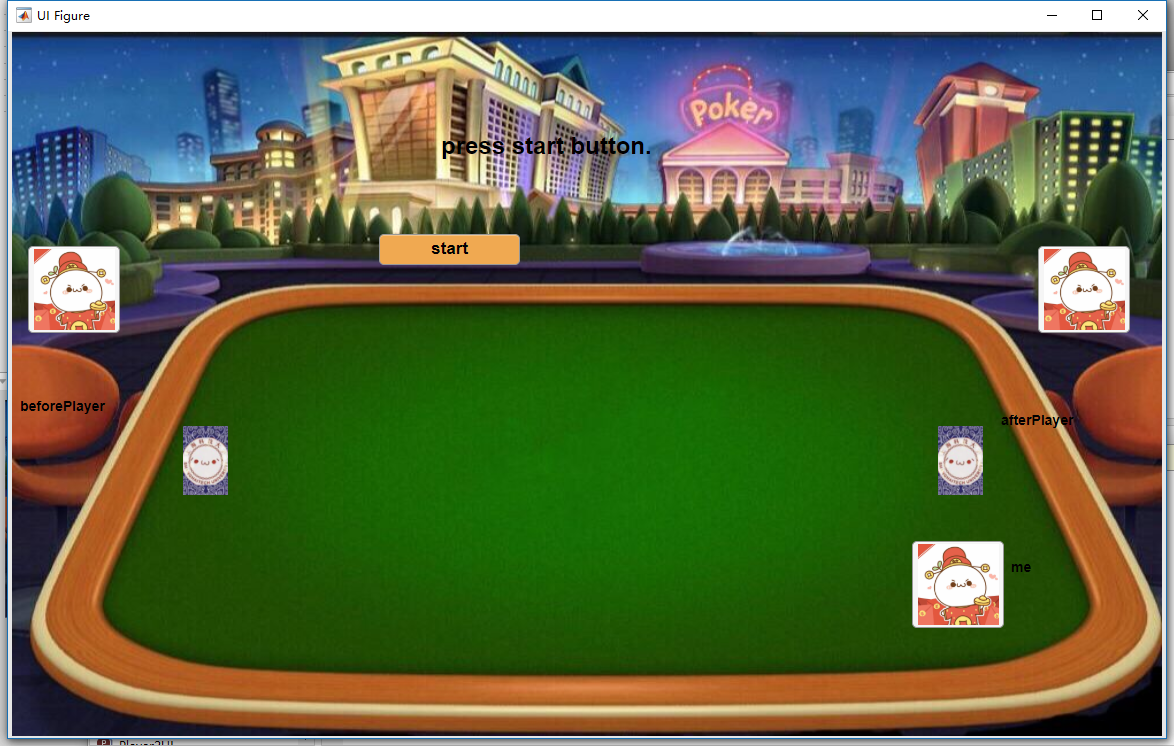 UI Figure
Poker
press start button.
start
beforePlayer
afterPlayer
me